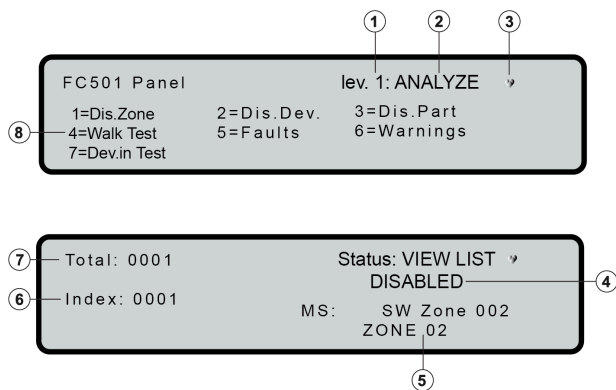 1 2 3
FC501 Panel lev. 1: ANALYZE
1=Dis.Zone 2=Dis.Dev. 3=Dis.Part
8 4=Walk Test 5=Faults 6=Warnings
7=Dev.in Test
7 Total: 0001 Status: VIEW LIST
DISABLED 4
6 Index: 0001
MS: SW Zone 002
ZONE 02
5